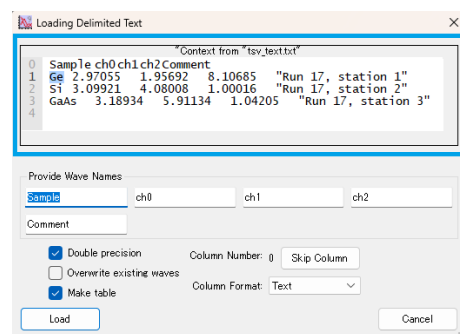 Loading Delimited Text
"Context from "tsv_text.txt"
0 Sample ch0 ch1 ch2 Comment
1 Ge 2.97055 1.95692 8.10685 "Run 17, station 1"
2 Si 3.09921 4.08008 1.00016 "Run 17, station 2"
3 GaAs 3.18934 5.91134 1.04205 "Run 17, station 3"
4
Provide Wave Names
Sample ch0 ch1 ch2
Comment
Double precision Column Number: 0 Skip Column
Overwrite existing waves
Make table Column Format: Text
Load Cancel